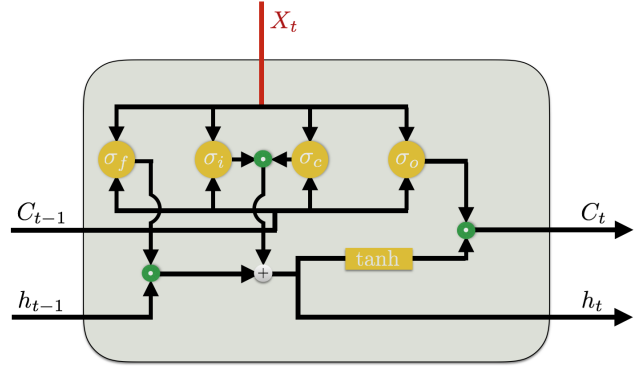 X_t
σ_f σ_i σ_c σ_o
C_{t−1} C_t
tanh
+
h_{t−1} h_t